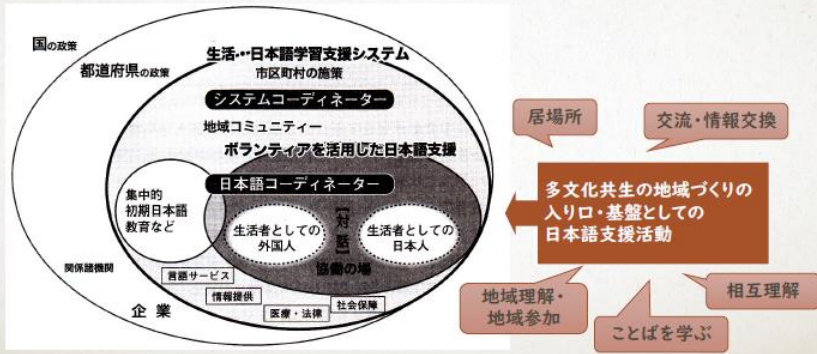 国の政策
都道府県の政策
生活…日本語学習支援システム
市区町村の施策
システムコーディネーター
地域コミュニティー
ボランティアを活用した日本語支援
日本語コーディネーター
集中的
初期日本語
教育など
生活者としての
外国人
【対話】
生活者としての
日本人
協働の場
関係諸機関
言語サービス
情報提供
医療・法律
社会保障
企業
居場所
交流・情報交換
多文化共生の地域づくりの
入り口・基盤としての
日本語支援活動
地域理解・
地域参加
ことばを学ぶ
相互理解